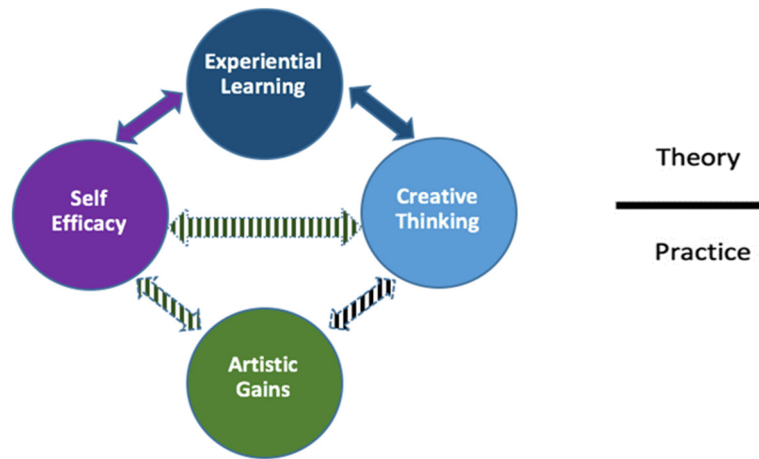 Experiential
Learning
Self
Efficacy
Creative
Thinking
Artistic
Gains
Theory
Practice